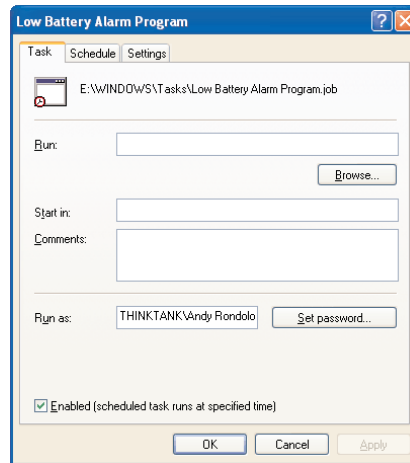 Low Battery Alarm Program
Task Schedule Settings
E:\WINDOWS\Tasks\Low Battery Alarm Program.job
Run:
Browse...
Start in:
Comments:
Run as: THINKTANK\Andy Rondolo Set password...
Enabled (scheduled task runs at specified time)
OK Cancel Apply